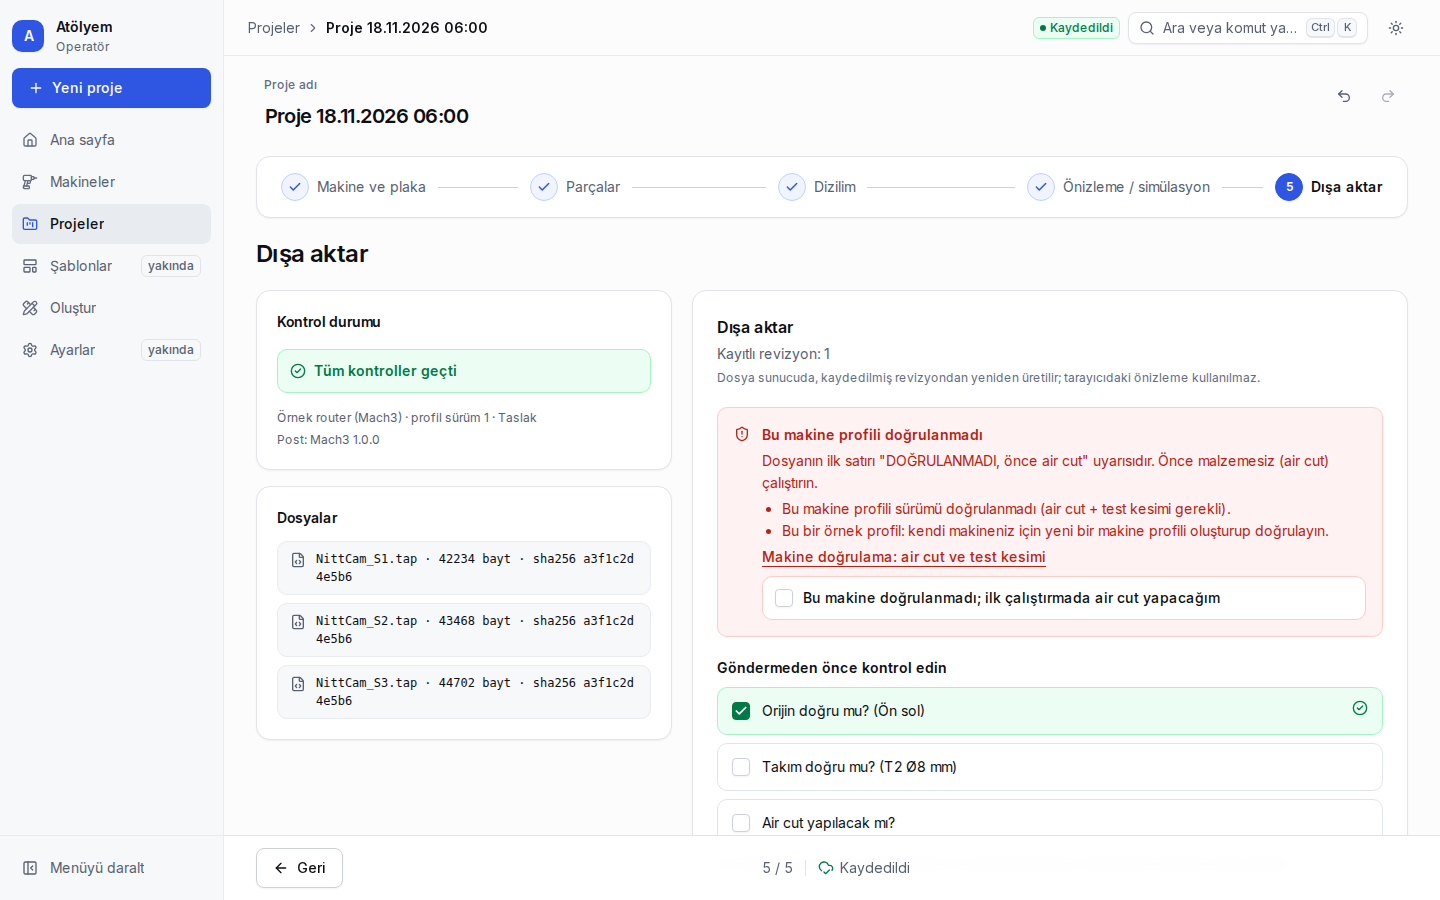 A
Atölyem
Operatör
Yeni proje
Ana sayfa
Makineler
Projeler
Şablonlar yakında
Oluştur
Ayarlar yakında
Menüyü daralt
Projeler > Proje 18.11.2026 06:00
Kaydedildi
Ara veya komut ya... Ctrl K
Proje adı
Proje 18.11.2026 06:00
Makine ve plaka
Parçalar
Dizilim
Önizleme / simülasyon
5 Dışa aktar
Dışa aktar
Kontrol durumu
Tüm kontroller geçti
Örnek router (Mach3) · profil sürüm 1 · Taslak
Post: Mach3 1.0.0
Dosyalar
NittCam_S1.tap · 42234 bayt · sha256 a3f1c2d
4e5b6
NittCam_S2.tap · 43468 bayt · sha256 a3f1c2d
4e5b6
NittCam_S3.tap · 44702 bayt · sha256 a3f1c2d
4e5b6
Dışa aktar
Kayıtlı revizyon: 1
Dosya sunucuda, kaydedilmiş revizyondan yeniden üretilir; tarayıcıdaki önizleme kullanılmaz.
Bu makine profili doğrulanmadı
Dosyanın ilk satırı "DOĞRULANMADI, önce air cut" uyarısıdır. Önce malzemesiz (air cut)
çalıştırın.
• Bu makine profili sürümü doğrulanmadı (air cut + test kesimi gerekli).
• Bu bir örnek profil: kendi makineniz için yeni bir makine profili oluşturup doğrulayın.
Makine doğrulama: air cut ve test kesimi
Bu makine doğrulanmadı; ilk çalıştırmada air cut yapacağım
Göndermeden önce kontrol edin
Orijin doğru mu? (Ön sol)
Takım doğru mu? (T2 Ø8 mm)
Air cut yapılacak mı?
Geri
5 / 5
Kaydedildi